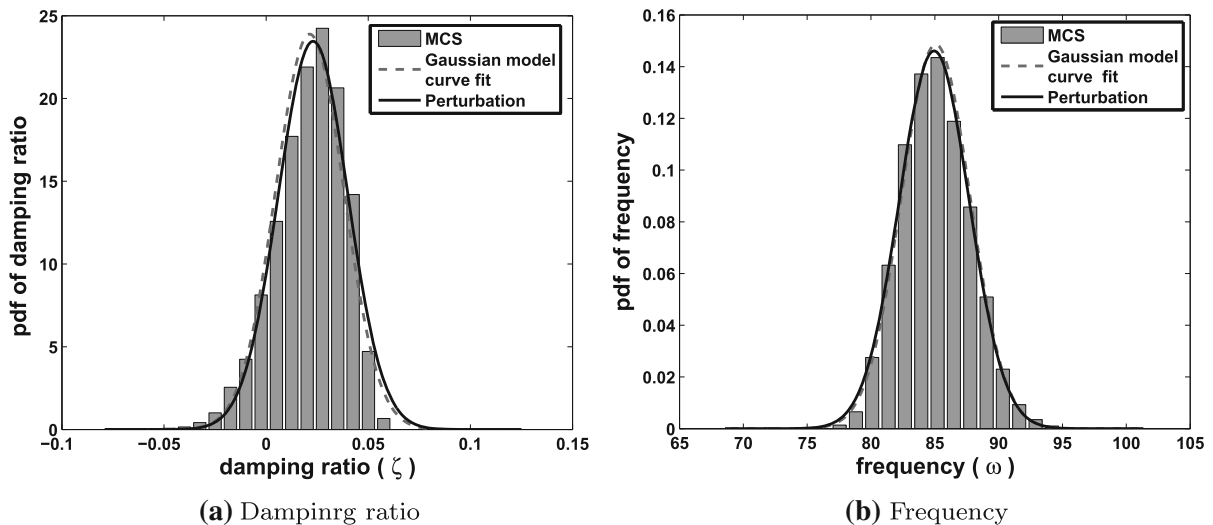 25
20
15
10
5
0
pdf of damping ratio
MCS
Gaussian model
curve fit
Perturbation
−0.1 −0.05 0 0.05 0.1 0.15
damping ratio ( ζ )
(a) Dampinrg ratio
0.16
0.14
0.12
0.1
0.08
0.06
0.04
0.02
0
pdf of frequency
MCS
Gaussian model
curve fit
Perturbation
65 70 75 80 85 90 95 100 105
frequency ( ω )
(b) Frequency